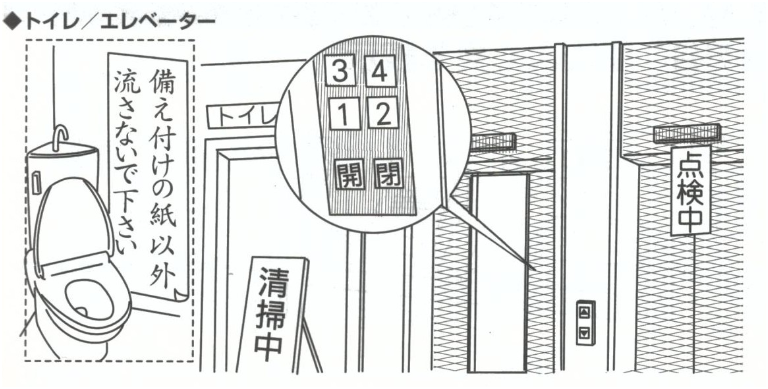 ◆トイレ／エレベーター
備え付けの紙以外
流さないで下さい
トイレ
清掃中
3 4
1 2
開 閉
点検中